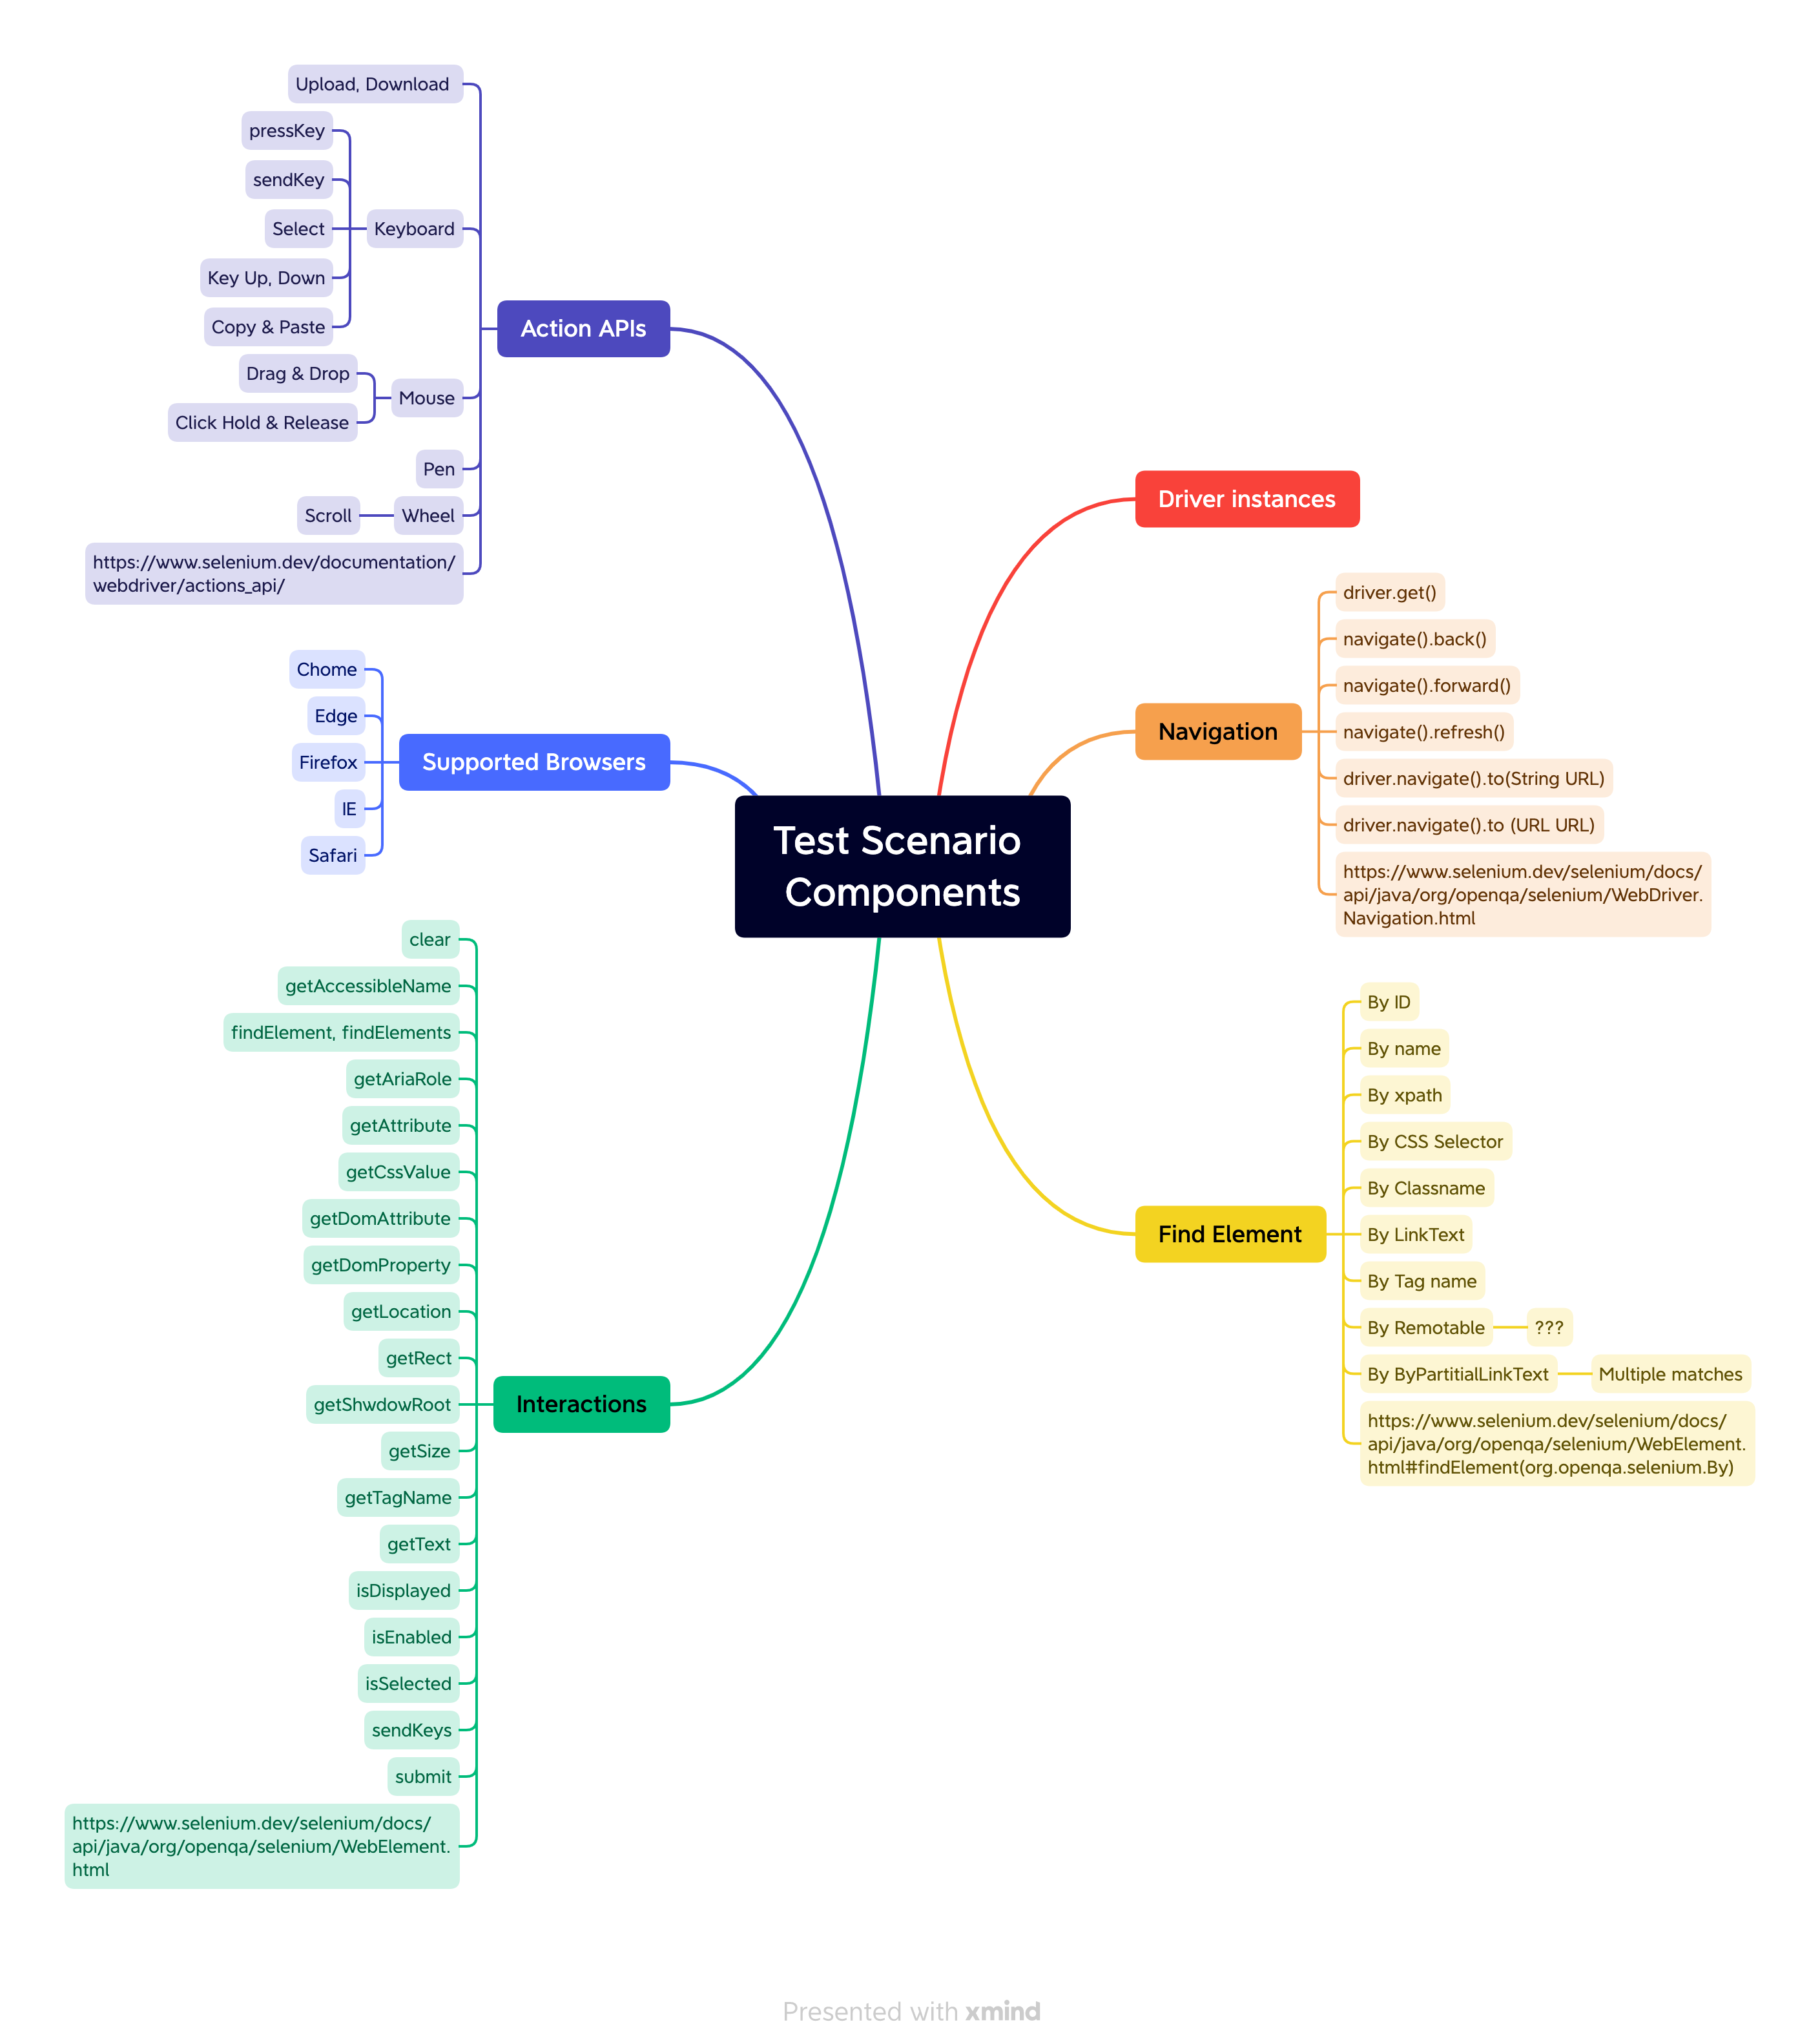 Test Scenario
Components
Driver instances
Navigation
driver.get()
navigate().back()
navigate().forward()
navigate().refresh()
driver.navigate().to(String URL)
driver.navigate().to (URL URL)
https://www.selenium.dev/selenium/docs/
api/java/org/openqa/selenium/WebDriver.
Navigation.html
Find Element
By ID
By name
By xpath
By CSS Selector
By Classname
By LinkText
By Tag name
By Remotable
???
By ByPartitialLinkText
Multiple matches
https://www.selenium.dev/selenium/docs/
api/java/org/openqa/selenium/WebElement.
html#findElement(org.openqa.selenium.By)
Action APIs
Upload, Download
Keyboard
pressKey
sendKey
Select
Key Up, Down
Copy & Paste
Mouse
Drag & Drop
Click Hold & Release
Pen
Wheel
Scroll
https://www.selenium.dev/documentation/
webdriver/actions_api/
Supported Browsers
Chome
Edge
Firefox
IE
Safari
Interactions
clear
getAccessibleName
findElement, findElements
getAriaRole
getAttribute
getCssValue
getDomAttribute
getDomProperty
getLocation
getRect
getShwdowRoot
getSize
getTagName
getText
isDisplayed
isEnabled
isSelected
sendKeys
submit
https://www.selenium.dev/selenium/docs/
api/java/org/openqa/selenium/WebElement.
html
Presented with xmind